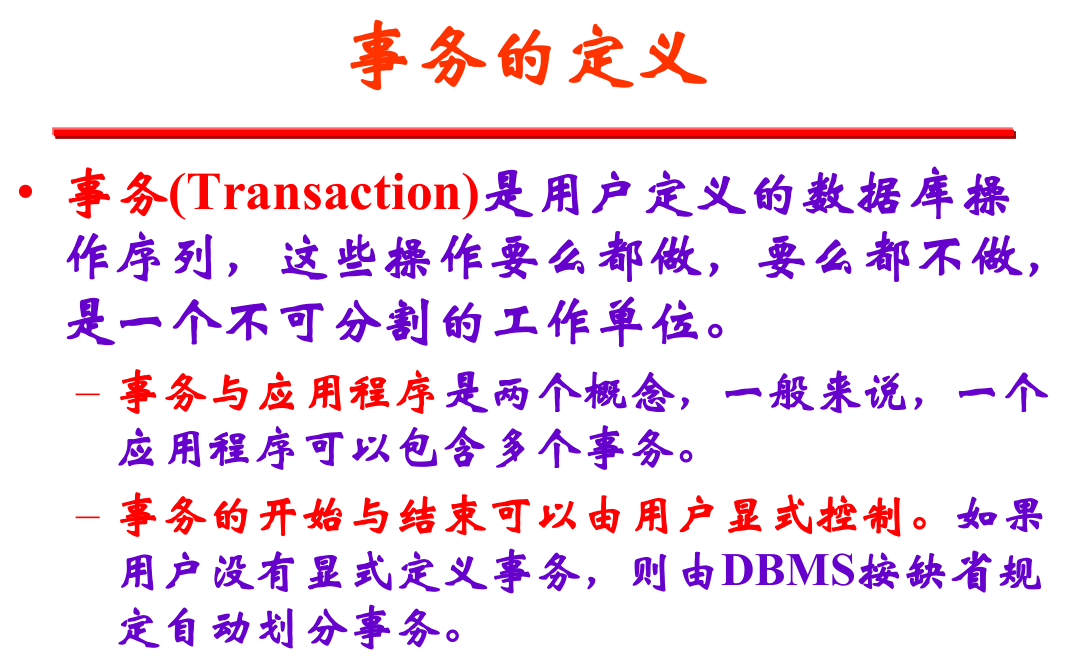 事务的定义
• 事务(Transaction)是用户定义的数据库操
作序列，这些操作要么都做，要么都不做，
是一个不可分割的工作单位。
– 事务与应用程序是两个概念，一般来说，一个
应用程序可以包含多个事务。
– 事务的开始与结束可以由用户显式控制。如果
用户没有显式定义事务，则由DBMS按缺省规
定自动划分事务。